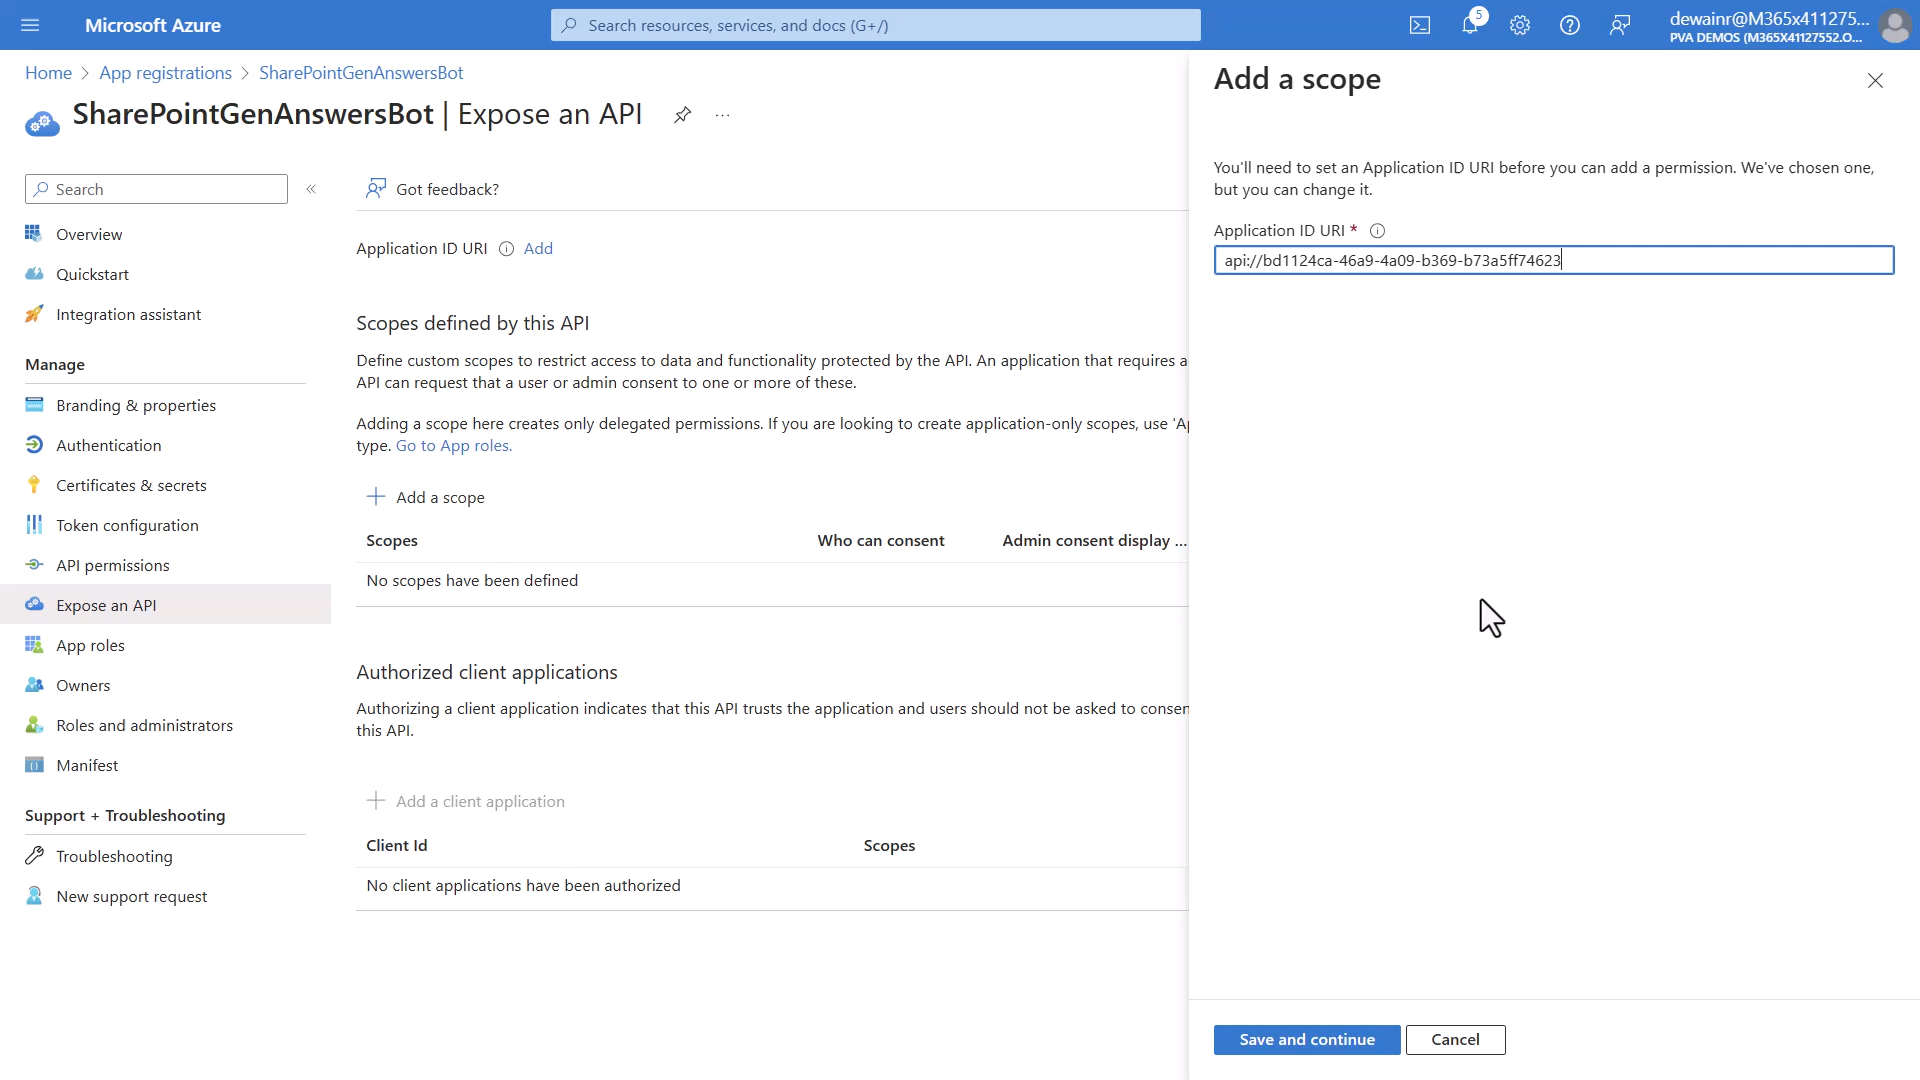 Microsoft Azure
Search resources, services, and docs (G+/)
5
dewainr@M365x411275...
PVA DEMOS (M365X41127552.O...
Home > App registrations > SharePointGenAnswersBot
SharePointGenAnswersBot | Expose an API
...
Search
«
Overview
Quickstart
Integration assistant
Manage
Branding & properties
Authentication
Certificates & secrets
Token configuration
API permissions
Expose an API
App roles
Owners
Roles and administrators
Manifest
Support + Troubleshooting
Troubleshooting
New support request
Got feedback?
Application ID URI Add
Scopes defined by this API
Define custom scopes to restrict access to data and functionality protected by the API. An application that requires a
API can request that a user or admin consent to one or more of these.
Adding a scope here creates only delegated permissions. If you are looking to create application-only scopes, use 'Ap
type. Go to App roles.
Add a scope
Scopes Who can consent Admin consent display ...
No scopes have been defined
Authorized client applications
Authorizing a client application indicates that this API trusts the application and users should not be asked to consen
this API.
Add a client application
Client Id Scopes
No client applications have been authorized
Add a scope
You'll need to set an Application ID URI before you can add a permission. We've chosen one,
but you can change it.
Application ID URI *
api://bd1124ca-46a9-4a09-b369-b73a5ff74623
Save and continue Cancel